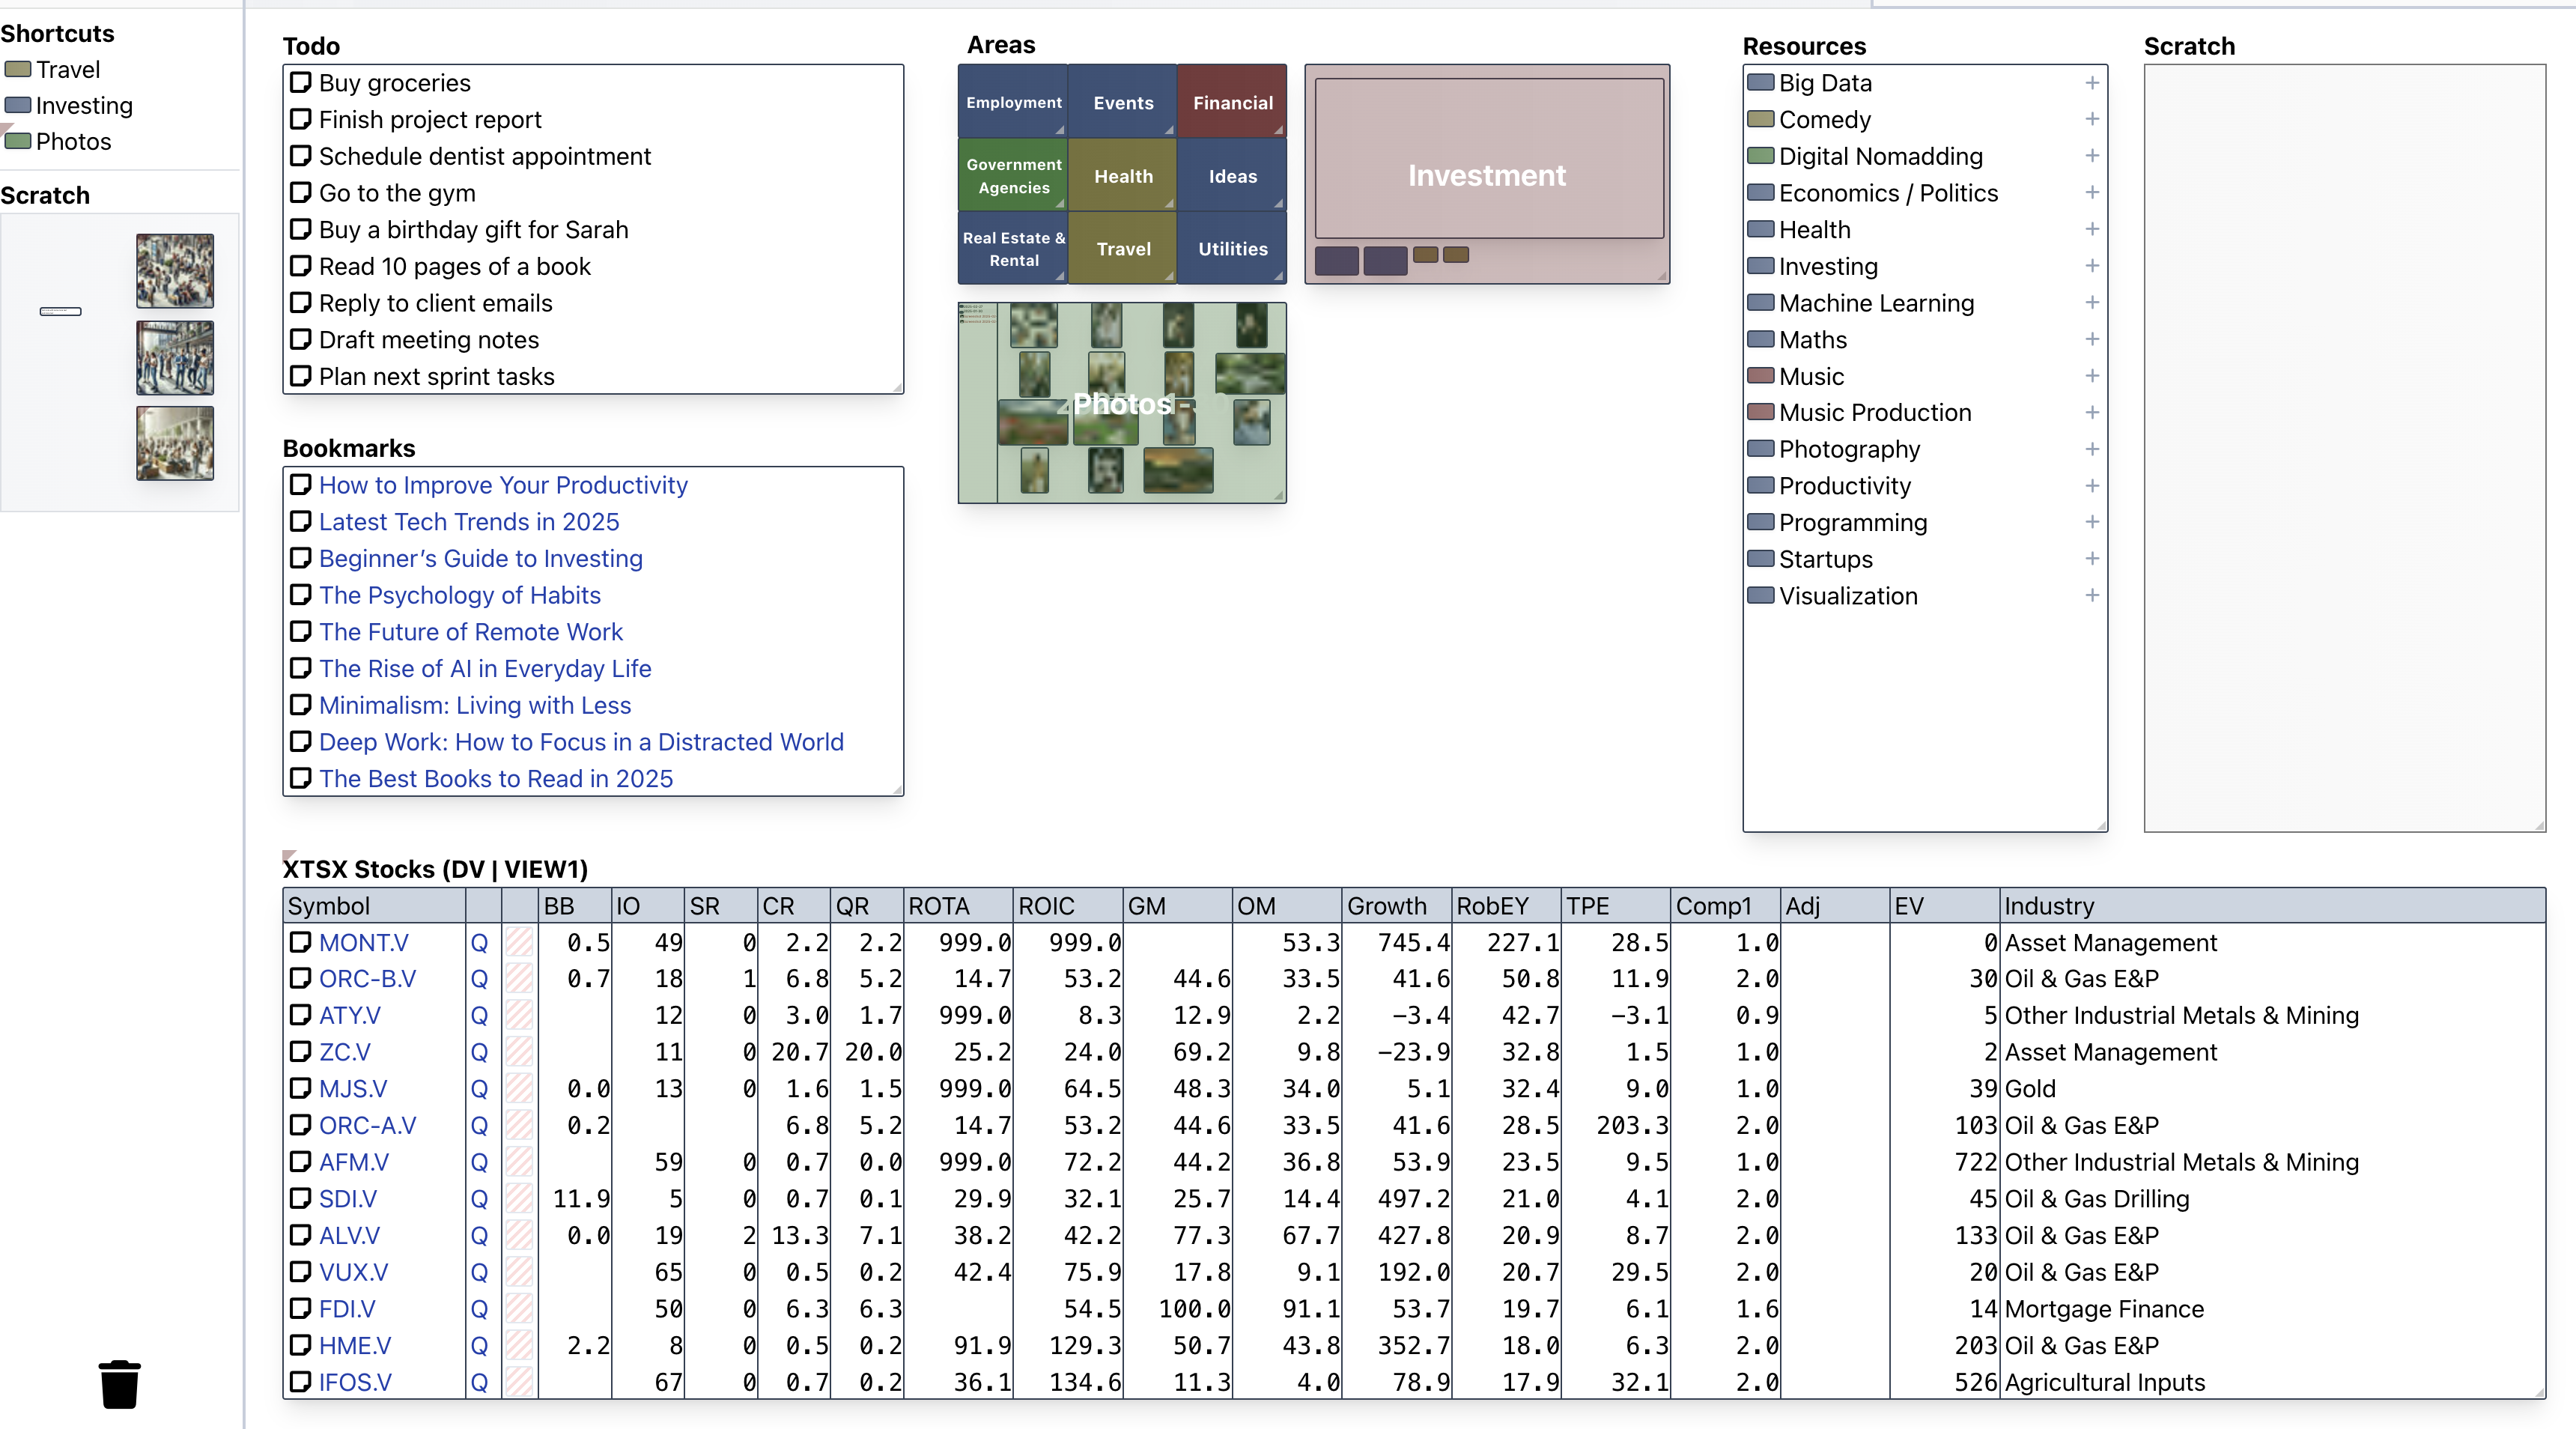 Shortcuts
Travel
Investing
Photos
Scratch
Todo
Buy groceries
Finish project report
Schedule dentist appointment
Go to the gym
Buy a birthday gift for Sarah
Read 10 pages of a book
Reply to client emails
Draft meeting notes
Plan next sprint tasks
Bookmarks
How to Improve Your Productivity
Latest Tech Trends in 2025
Beginner’s Guide to Investing
The Psychology of Habits
The Future of Remote Work
The Rise of AI in Everyday Life
Minimalism: Living with Less
Deep Work: How to Focus in a Distracted World
The Best Books to Read in 2025
Areas
Employment Events Financial
Government Agencies Health Ideas
Real Estate & Rental Travel Utilities
Investment
Photos
Resources
Big Data +
Comedy +
Digital Nomadding +
Economics / Politics +
Health +
Investing +
Machine Learning +
Maths +
Music +
Music Production +
Photography +
Productivity +
Programming +
Startups +
Visualization +
Scratch
XTSX Stocks (DV | VIEW1)
Symbol BB IO SR CR QR ROTA ROIC GM OM Growth RobEY TPE Comp1 Adj EV Industry
MONT.V Q 0.5 49 0 2.2 2.2 999.0 999.0 53.3 745.4 227.1 28.5 1.0 0 Asset Management
ORC-B.V Q 0.7 18 1 6.8 5.2 14.7 53.2 44.6 33.5 41.6 50.8 11.9 2.0 30 Oil & Gas E&P
ATY.V Q 12 0 3.0 1.7 999.0 8.3 12.9 2.2 −3.4 42.7 −3.1 0.9 5 Other Industrial Metals & Mining
ZC.V Q 11 0 20.7 20.0 25.2 24.0 69.2 9.8 −23.9 32.8 1.5 1.0 2 Asset Management
MJS.V Q 0.0 13 0 1.6 1.5 999.0 64.5 48.3 34.0 5.1 32.4 9.0 1.0 39 Gold
ORC-A.V Q 0.2 6.8 5.2 14.7 53.2 44.6 33.5 41.6 28.5 203.3 2.0 103 Oil & Gas E&P
AFM.V Q 59 0 0.7 0.0 999.0 72.2 44.2 36.8 53.9 23.5 9.5 1.0 722 Other Industrial Metals & Mining
SDI.V Q 11.9 5 0 0.7 0.1 29.9 32.1 25.7 14.4 497.2 21.0 4.1 2.0 45 Oil & Gas Drilling
ALV.V Q 0.0 19 2 13.3 7.1 38.2 42.2 77.3 67.7 427.8 20.9 8.7 2.0 133 Oil & Gas E&P
VUX.V Q 65 0 0.5 0.2 42.4 75.9 17.8 9.1 192.0 20.7 29.5 2.0 20 Oil & Gas E&P
FDI.V Q 50 0 6.3 6.3 54.5 100.0 91.1 53.7 19.7 6.1 1.6 14 Mortgage Finance
HME.V Q 2.2 8 0 0.5 0.2 91.9 129.3 50.7 43.8 352.7 18.0 6.3 2.0 203 Oil & Gas E&P
IFOS.V Q 67 0 0.7 0.2 36.1 134.6 11.3 4.0 78.9 17.9 32.1 2.0 526 Agricultural Inputs